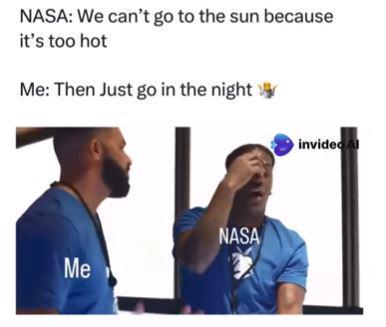 NASA: We can’t go to the sun because
it’s too hot
Me: Then Just go in the night 🤷‍♂️
invideo AI
NASA
Me